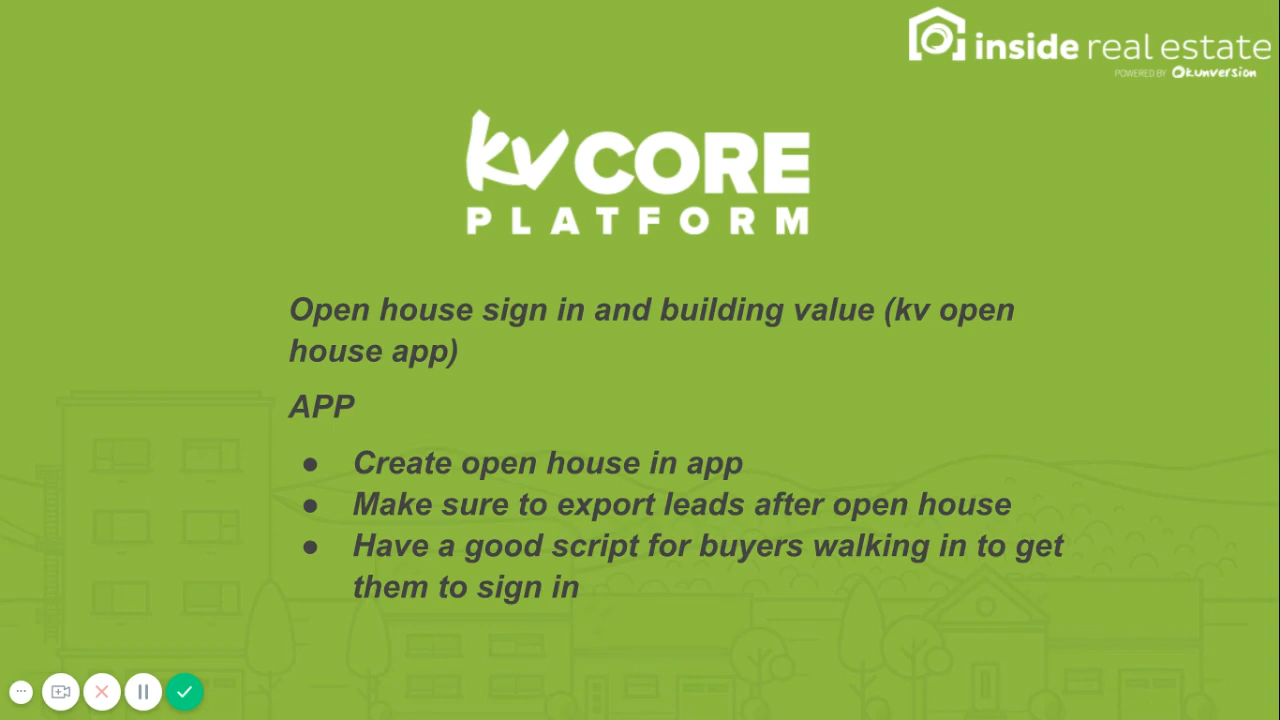 inside real estate
POWERED BY kunversion
kv CORE
PLATFORM
Open house sign in and building value (kv open
house app)
APP
● Create open house in app
● Make sure to export leads after open house
● Have a good script for buyers walking in to get
them to sign in